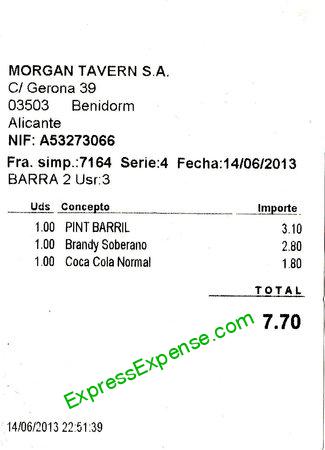 MORGAN TAVERN S.A.
C/ Gerona 39
03503 Benidorm
Alicante
NIF: A53273066
Fra. simp.:7164 Serie:4 Fecha:14/06/2013
BARRA 2 Usr:3
Uds Concepto Importe
1.00 PINT BARRIL 3.10
1.00 Brandy Soberano 2.80
1.00 Coca Cola Normal 1.80
TOTAL
7.70
ExpressExpense.com
14/06/2013 22:51:39